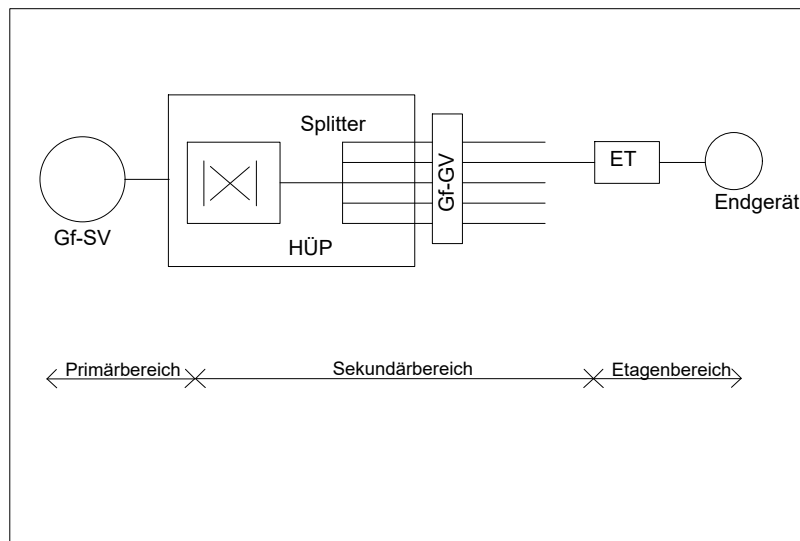 Splitter
Gf-GV
ET
Endgerät
Gf-SV
HÜP
Primärbereich
Sekundärbereich
Etagenbereich